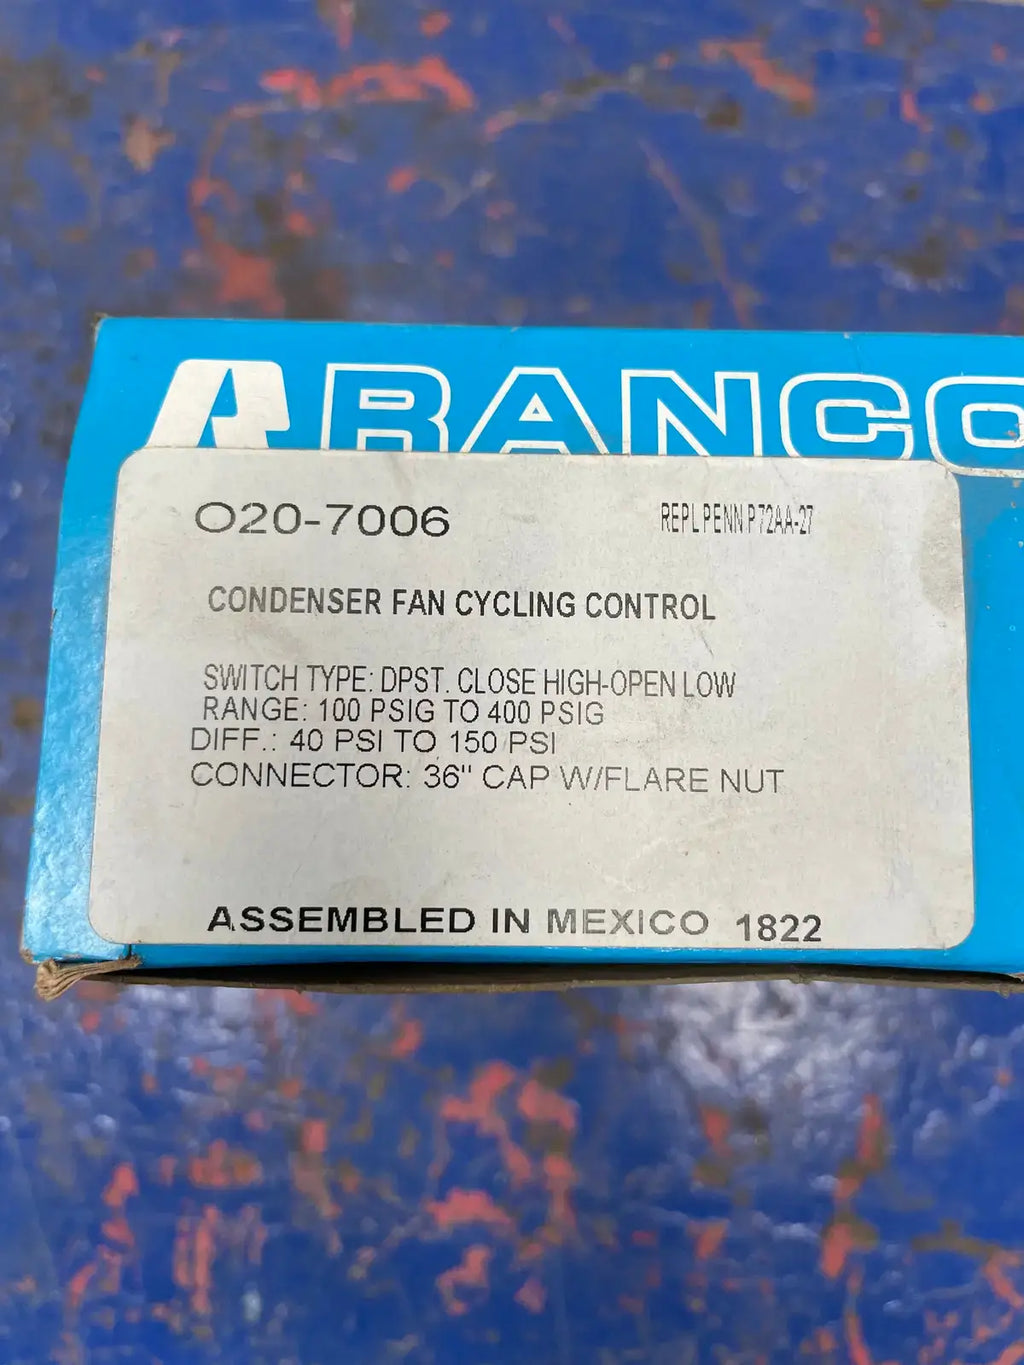 RANCO
O20-7006 REPL PENN P72AA-27
CONDENSER FAN CYCLING CONTROL
SWITCH TYPE: DPST. CLOSE HIGH-OPEN LOW
RANGE: 100 PSIG TO 400 PSIG
DIFF.: 40 PSI TO 150 PSI
CONNECTOR: 36" CAP W/FLARE NUT
ASSEMBLED IN MEXICO 1822